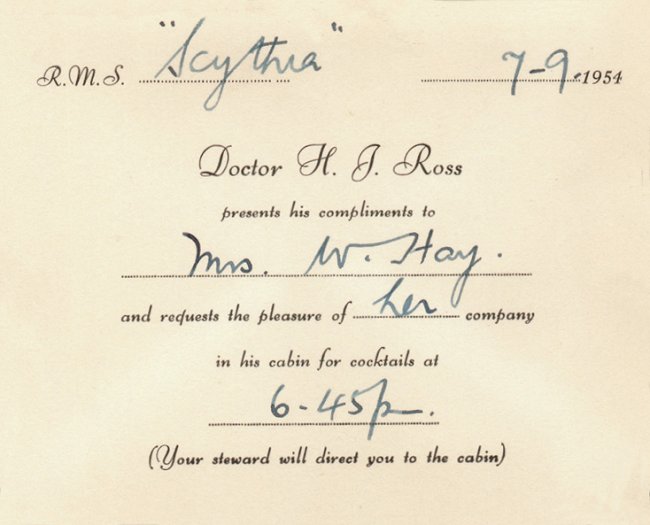 R.M.S. "Scythia" 7-9.1954
Doctor H. J. Ross
presents his compliments to
Mrs. W. Hay.
and requests the pleasure of her company
in his cabin for cocktails at
6-45pm.
(Your steward will direct you to the cabin)